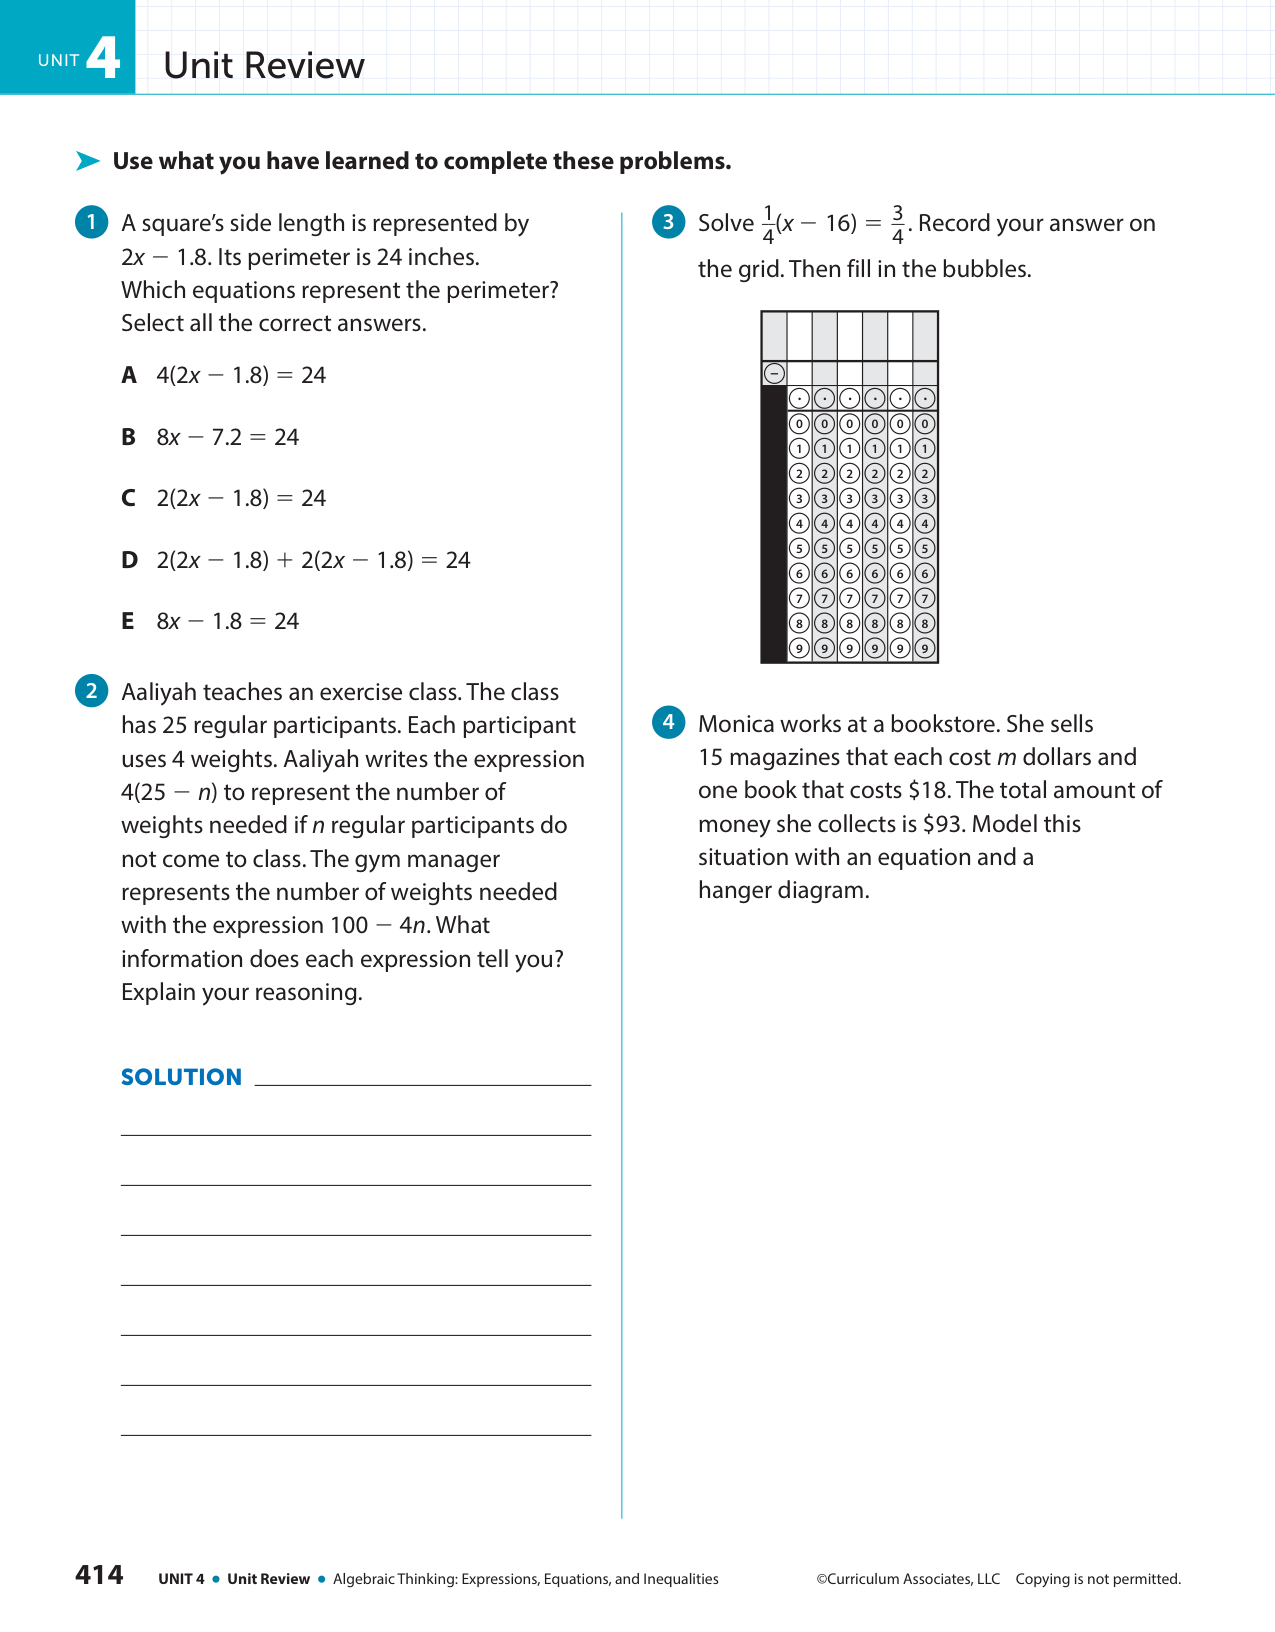 UNIT 4 Unit Review
Use what you have learned to complete these problems.
1 A square’s side length is represented by
2x − 1.8. Its perimeter is 24 inches.
Which equations represent the perimeter?
Select all the correct answers.
A 4(2x − 1.8) = 24
B 8x − 7.2 = 24
C 2(2x − 1.8) = 24
D 2(2x − 1.8) + 2(2x − 1.8) = 24
E 8x − 1.8 = 24
2 Aaliyah teaches an exercise class. The class
has 25 regular participants. Each participant
uses 4 weights. Aaliyah writes the expression
4(25 − n) to represent the number of
weights needed if n regular participants do
not come to class. The gym manager
represents the number of weights needed
with the expression 100 − 4n. What
information does each expression tell you?
Explain your reasoning.
SOLUTION
3 Solve 1/4(x − 16) = 3/4. Record your answer on
the grid. Then fill in the bubbles.
−
· · · · · ·
0 0 0 0 0 0
1 1 1 1 1 1
2 2 2 2 2 2
3 3 3 3 3 3
4 4 4 4 4 4
5 5 5 5 5 5
6 6 6 6 6 6
7 7 7 7 7 7
8 8 8 8 8 8
9 9 9 9 9 9
4 Monica works at a bookstore. She sells
15 magazines that each cost m dollars and
one book that costs $18. The total amount of
money she collects is $93. Model this
situation with an equation and a
hanger diagram.
414 UNIT 4 • Unit Review • Algebraic Thinking: Expressions, Equations, and Inequalities ©Curriculum Associates, LLC Copying is not permitted.